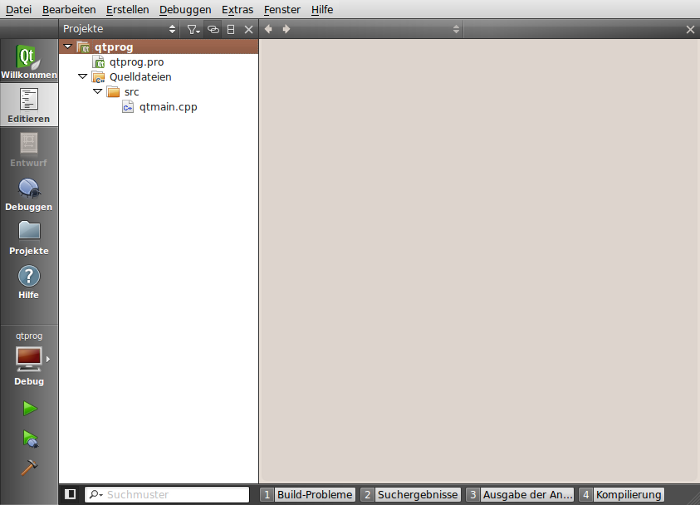 Datei Bearbeiten Erstellen Debuggen Extras Fenster Hilfe
Projekte
Qt
Willkommen
Editieren
Entwurf
Debuggen
Projekte
Hilfe
qtprog
Debug
qtprog
qtprog.pro
Quelldateien
src
qtmain.cpp
Suchmuster
1 Build-Probleme 2 Suchergebnisse 3 Ausgabe der An... 4 Kompilierung